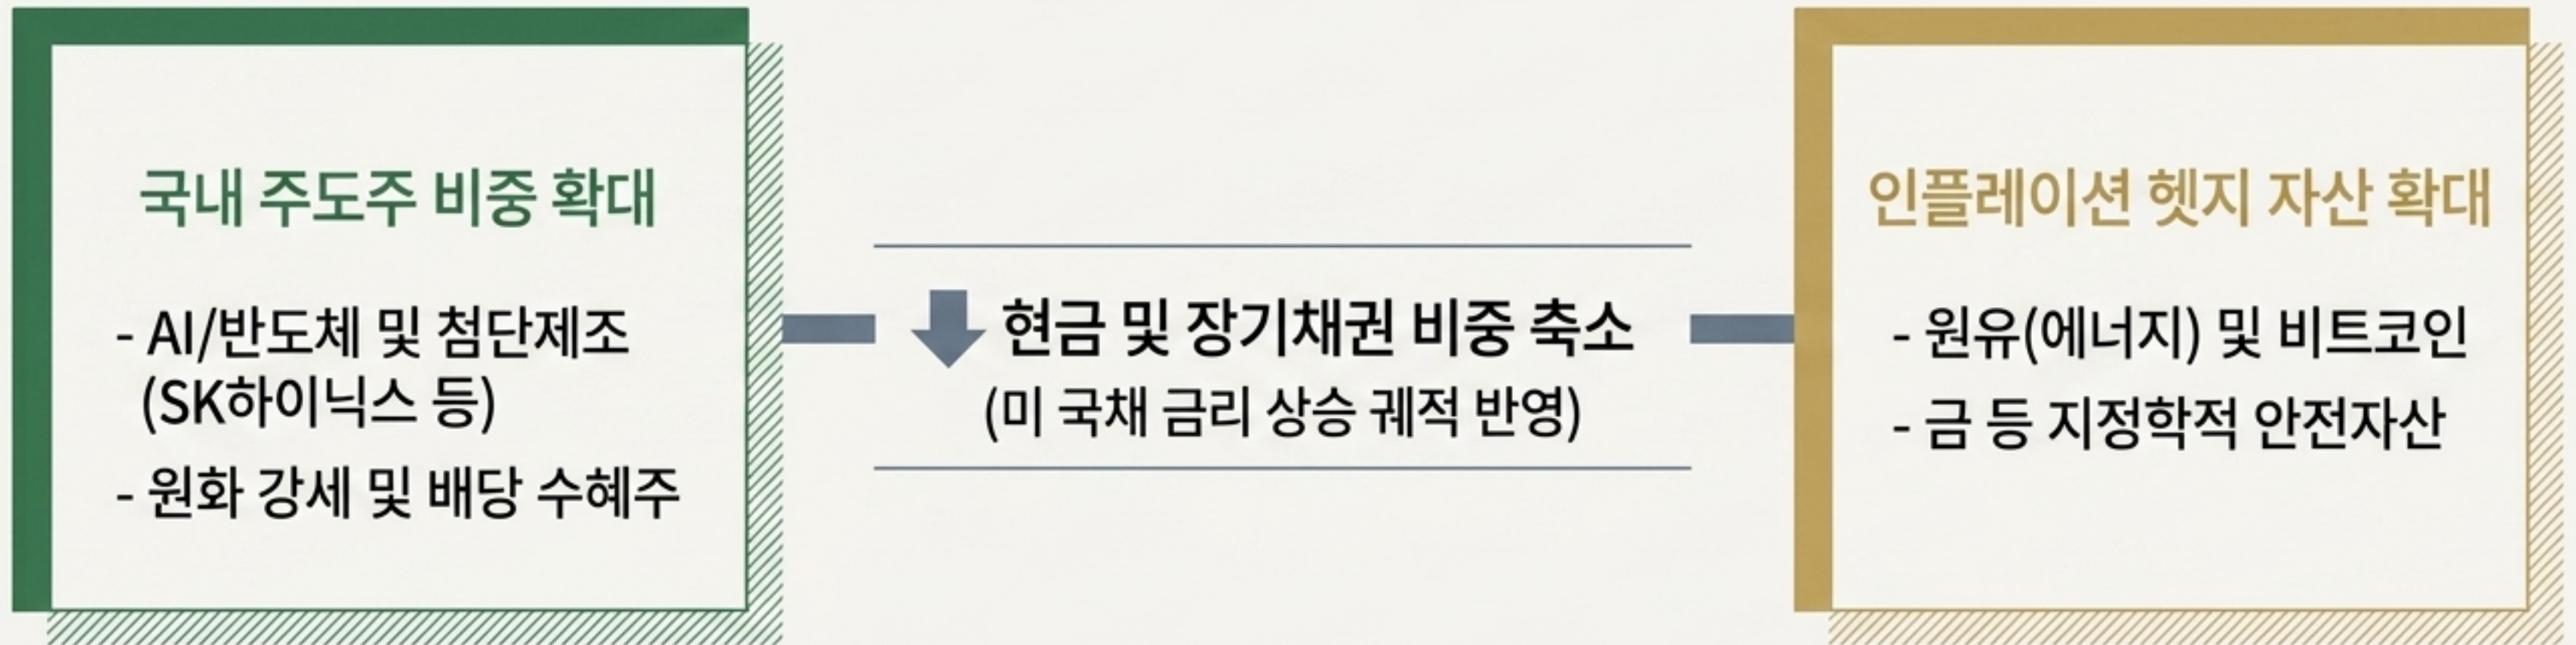 국내 주도주 비중 확대
- AI/반도체 및 첨단제조
(SK하이닉스 등)
- 원화 강세 및 배당 수혜주
현금 및 장기채권 비중 축소
(미 국채 금리 상승 궤적 반영)
인플레이션 헷지 자산 확대
- 원유(에너지) 및 비트코인
- 금 등 지정학적 안전자산